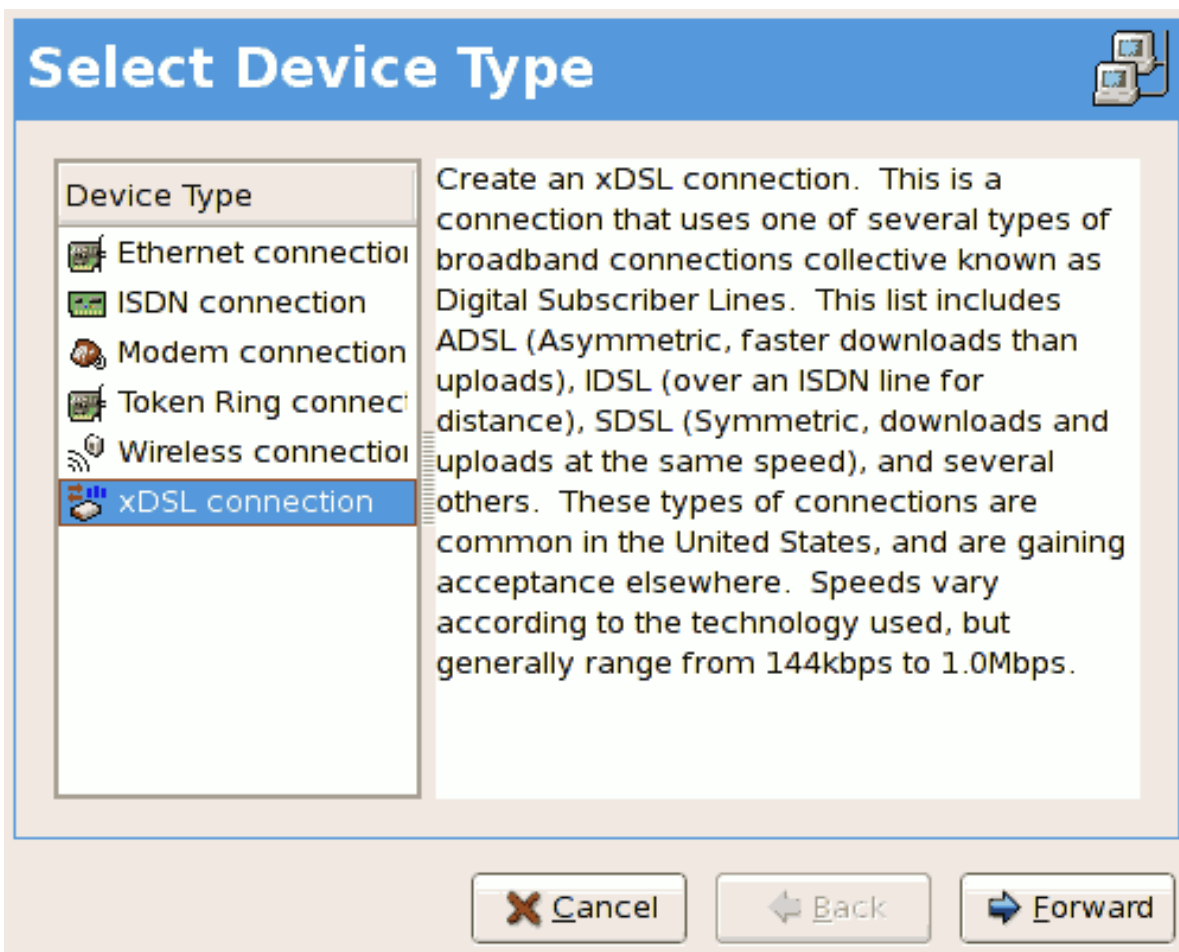 Select Device Type
Device Type
Ethernet connection
ISDN connection
Modem connection
Token Ring connect
Wireless connection
xDSL connection
Create an xDSL connection.  This is a
connection that uses one of several types of
broadband connections collective known as
Digital Subscriber Lines.  This list includes
ADSL (Asymmetric, faster downloads than
uploads), IDSL (over an ISDN line for
distance), SDSL (Symmetric, downloads and
uploads at the same speed), and several
others.  These types of connections are
common in the United States, and are gaining
acceptance elsewhere.  Speeds vary
according to the technology used, but
generally range from 144kbps to 1.0Mbps.
Cancel
Back
Forward